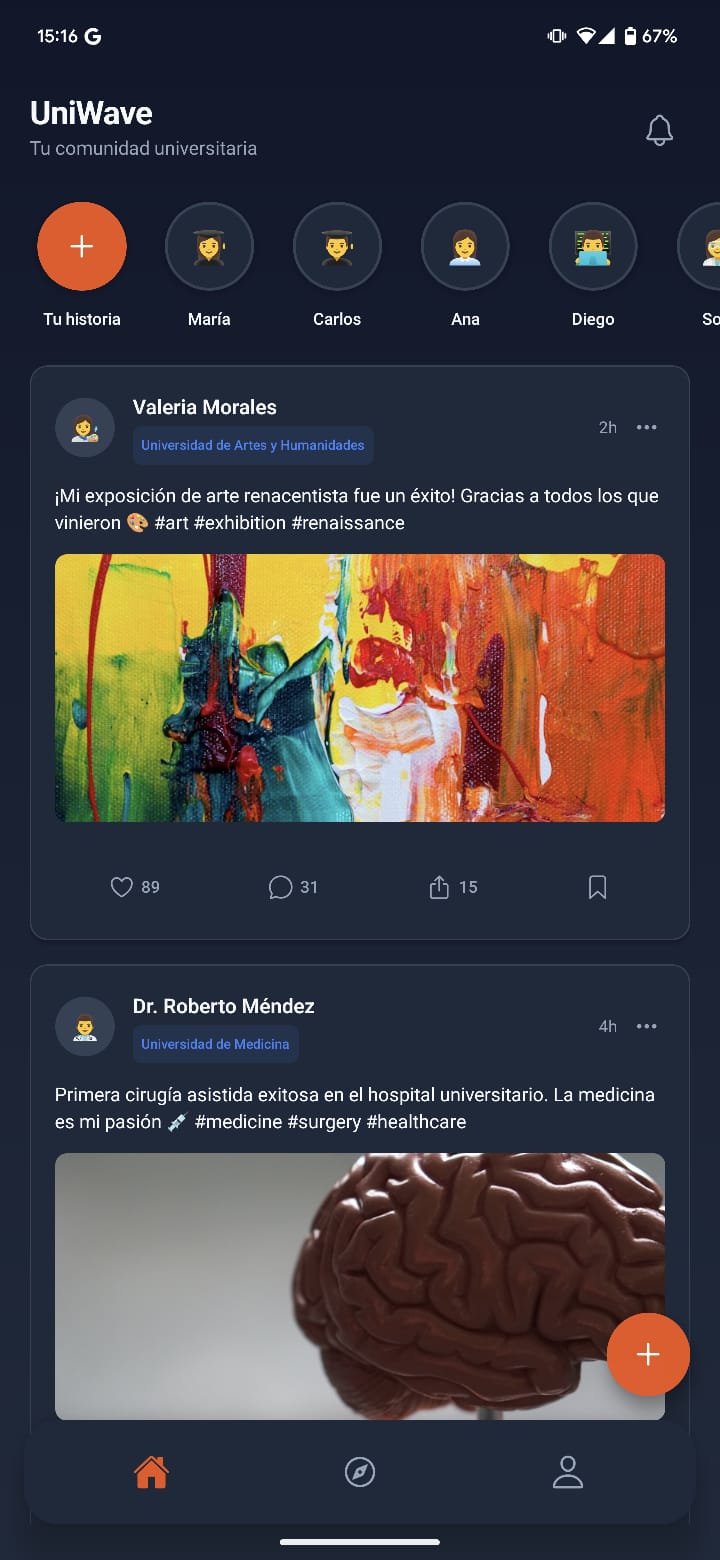 15:16 G
67%
UniWave
Tu comunidad universitaria
Tu historia
María
Carlos
Ana
Diego
So
Valeria Morales
Universidad de Artes y Humanidades
2h
¡Mi exposición de arte renacentista fue un éxito! Gracias a todos los que
vinieron 🎨 #art #exhibition #renaissance
89
31
15
Dr. Roberto Méndez
Universidad de Medicina
4h
Primera cirugía asistida exitosa en el hospital universitario. La medicina
es mi pasión 💉 #medicine #surgery #healthcare